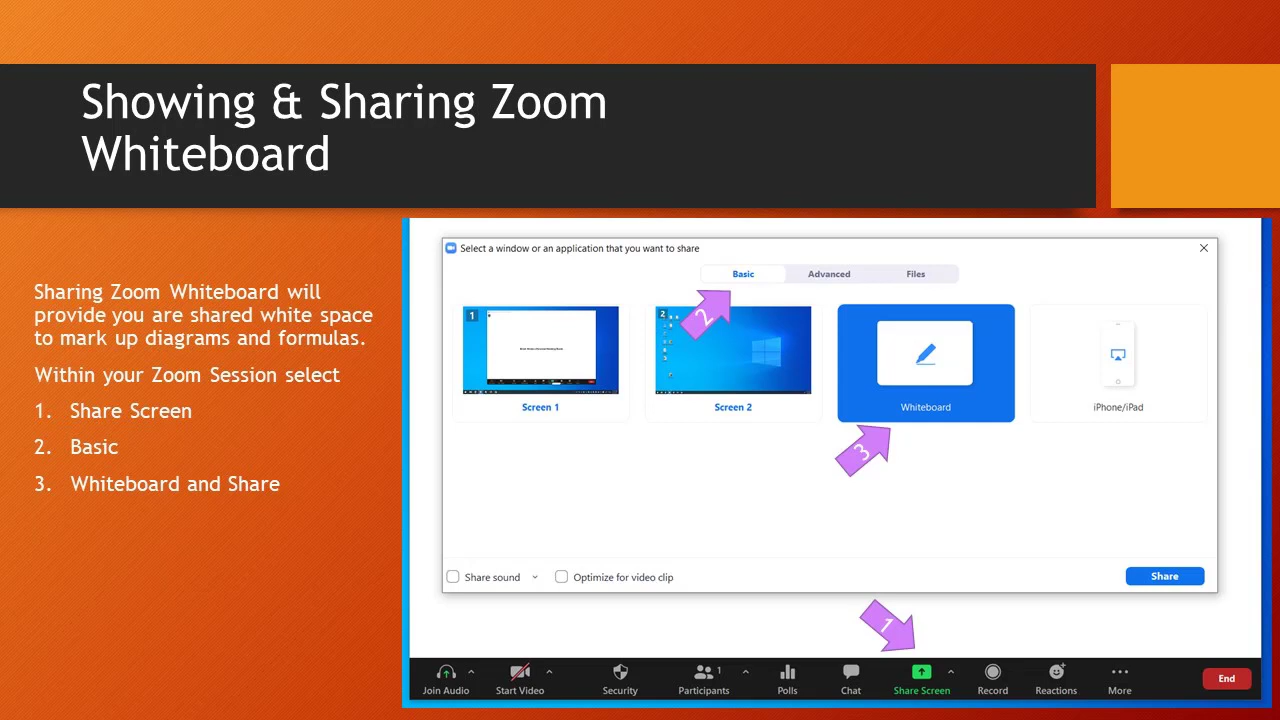 Showing & Sharing Zoom
Whiteboard
Sharing Zoom Whiteboard will
provide you are shared white space
to mark up diagrams and formulas.
Within your Zoom Session select
1. Share Screen
2. Basic
3. Whiteboard and Share
Select a window or an application that you want to share
Basic Advanced Files
2
1
2
Screen 1 Screen 2 Whiteboard iPhone/iPad
3
Share sound Optimize for video clip Share
1
1
Join Audio Start Video Security Participants Polls Chat Share Screen Record Reactions More End